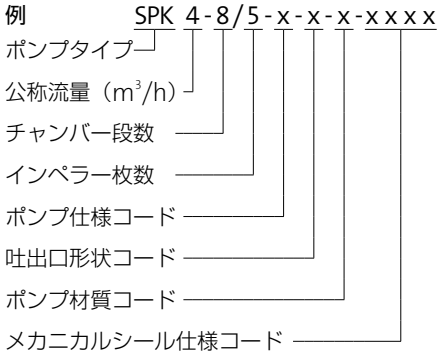 例 SPK 4-8/5-x-x-x-xxxx
ポンプタイプ
公称流量（m³/h）
チャンバー段数
インペラー枚数
ポンプ仕様コード
吐出口形状コード
ポンプ材質コード
メカニカルシール仕様コード